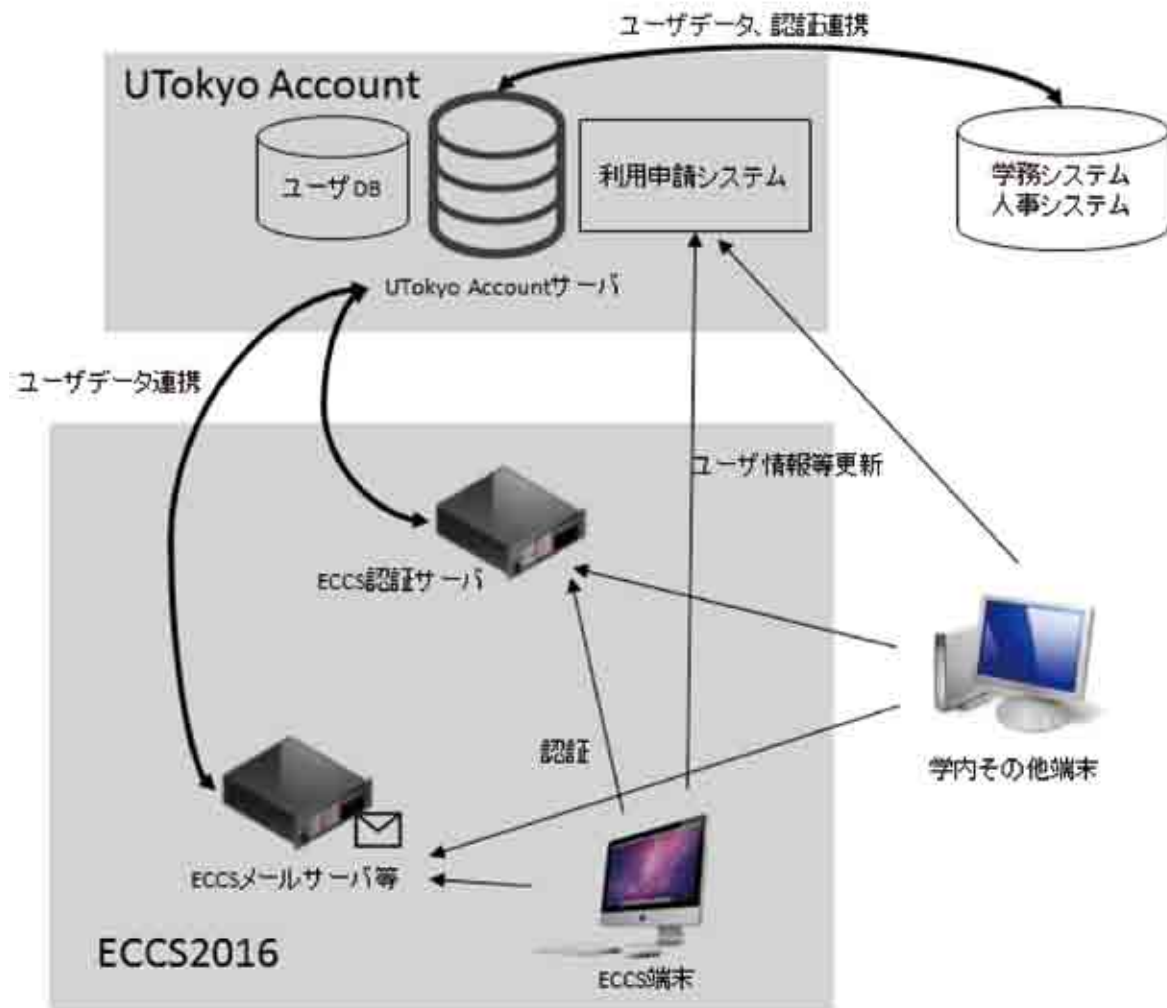 ユーザデータ、認証連携
UTokyo Account
ユーザDB
利用申請システム
学務システム
人事システム
UTokyo Accountサーバ
ユーザデータ連携
ユーザ情報等更新
ECCS認証サーバ
認証
学内その他端末
ECCSメールサーバ等
ECCS2016
ECCS端末